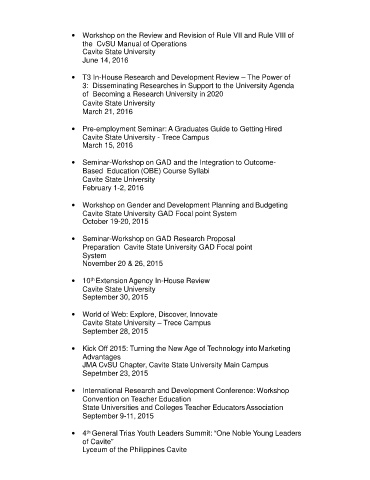 • Workshop on the Review and Revision of Rule VII and Rule VIII of
the CvSU Manual of Operations
Cavite State University
June 14, 2016
• T3 In-House Research and Development Review – The Power of
3: Disseminating Researches in Support to the University Agenda
of Becoming a Research University in 2020
Cavite State University
March 21, 2016
• Pre-employment Seminar: A Graduates Guide to Getting Hired
Cavite State University - Trece Campus
March 15, 2016
• Seminar-Workshop on GAD and the Integration to Outcome-
Based Education (OBE) Course Syllabi
Cavite State University
February 1-2, 2016
• Workshop on Gender and Development Planning and Budgeting
Cavite State University GAD Focal point System
October 19-20, 2015
• Seminar-Workshop on GAD Research Proposal
Preparation Cavite State University GAD Focal point
System
November 20 & 26, 2015
• 10th Extension Agency In-House Review
Cavite State University
September 30, 2015
• World of Web: Explore, Discover, Innovate
Cavite State University – Trece Campus
September 28, 2015
• Kick Off 2015: Turning the New Age of Technology into Marketing
Advantages
JMA CvSU Chapter, Cavite State University Main Campus
Sepetmber 23, 2015
• International Research and Development Conference: Workshop
Convention on Teacher Education
State Universities and Colleges Teacher Educators Association
September 9-11, 2015
• 4th General Trias Youth Leaders Summit: "One Noble Young Leaders
of Cavite"
Lyceum of the Philippines Cavite